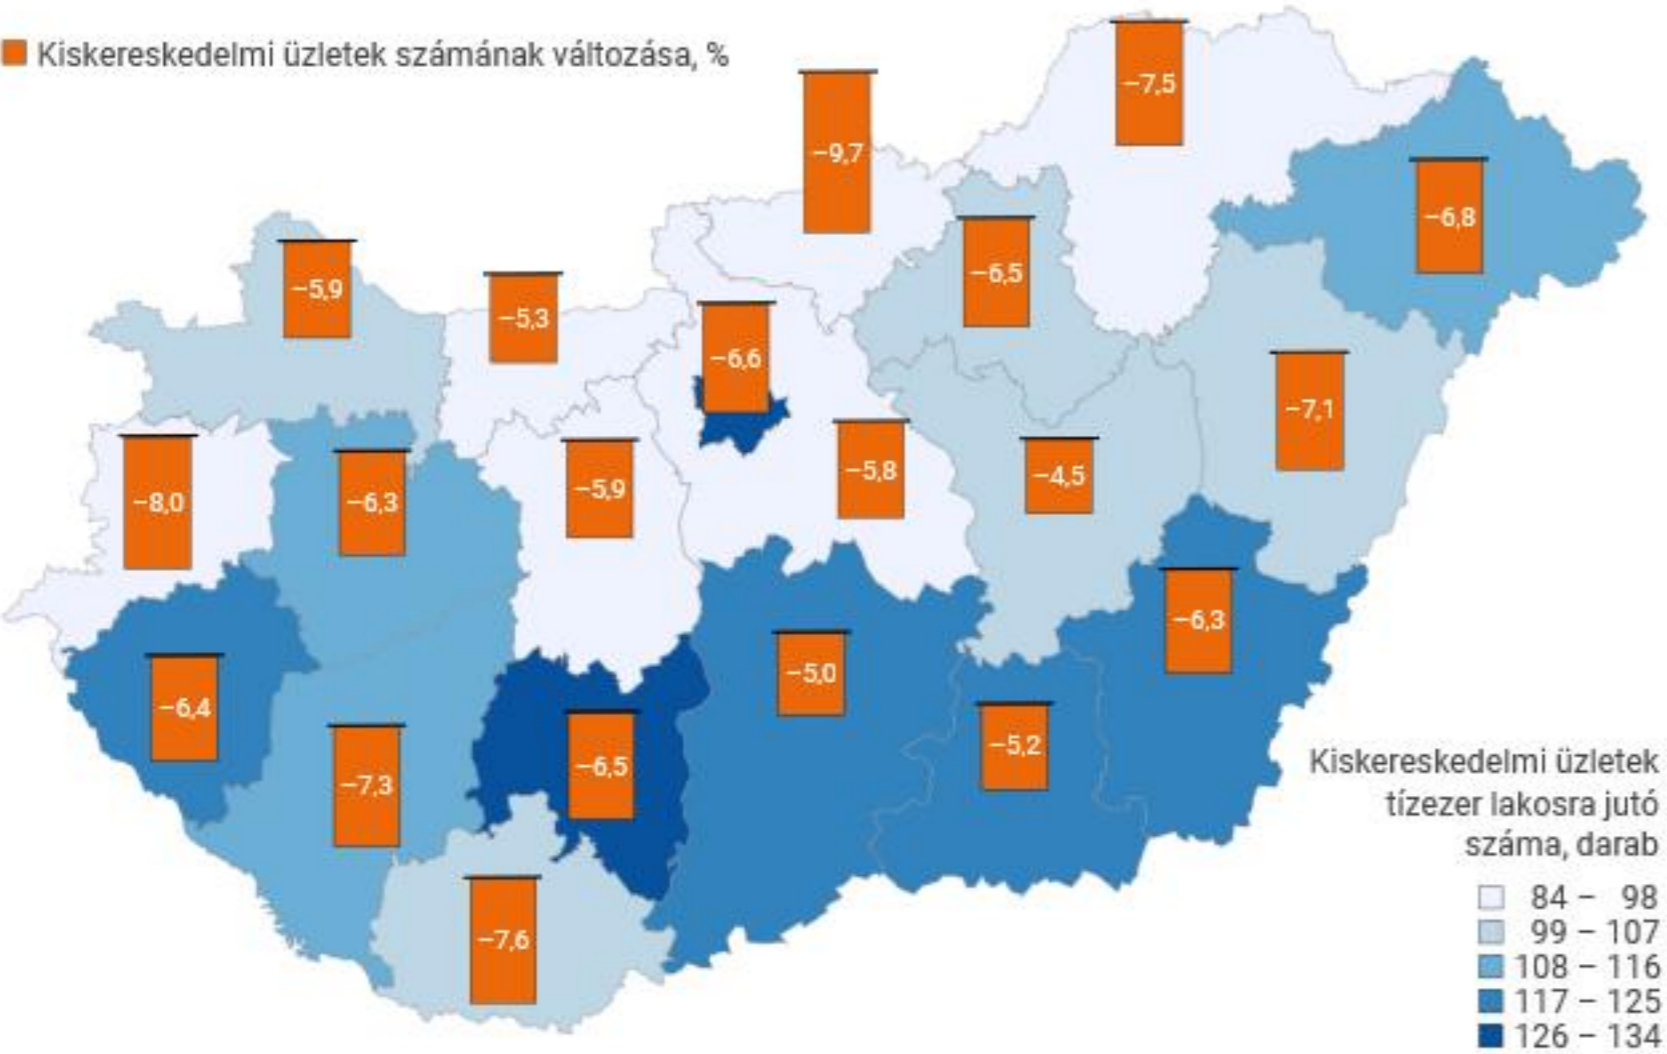 Kiskereskedelmi üzletek számának változása, %
−7,5
−9,7
−6,8
−6,5
−5,9
−5,3
−6,6
−7,1
−5,8
−8,0
−6,3
−5,9
−4,5
−6,3
−5,0
−6,4
−5,2
−6,5
−7,3
−7,6
Kiskereskedelmi üzletek
tízezer lakosra jutó
száma, darab
84 – 98
99 – 107
108 – 116
117 – 125
126 – 134